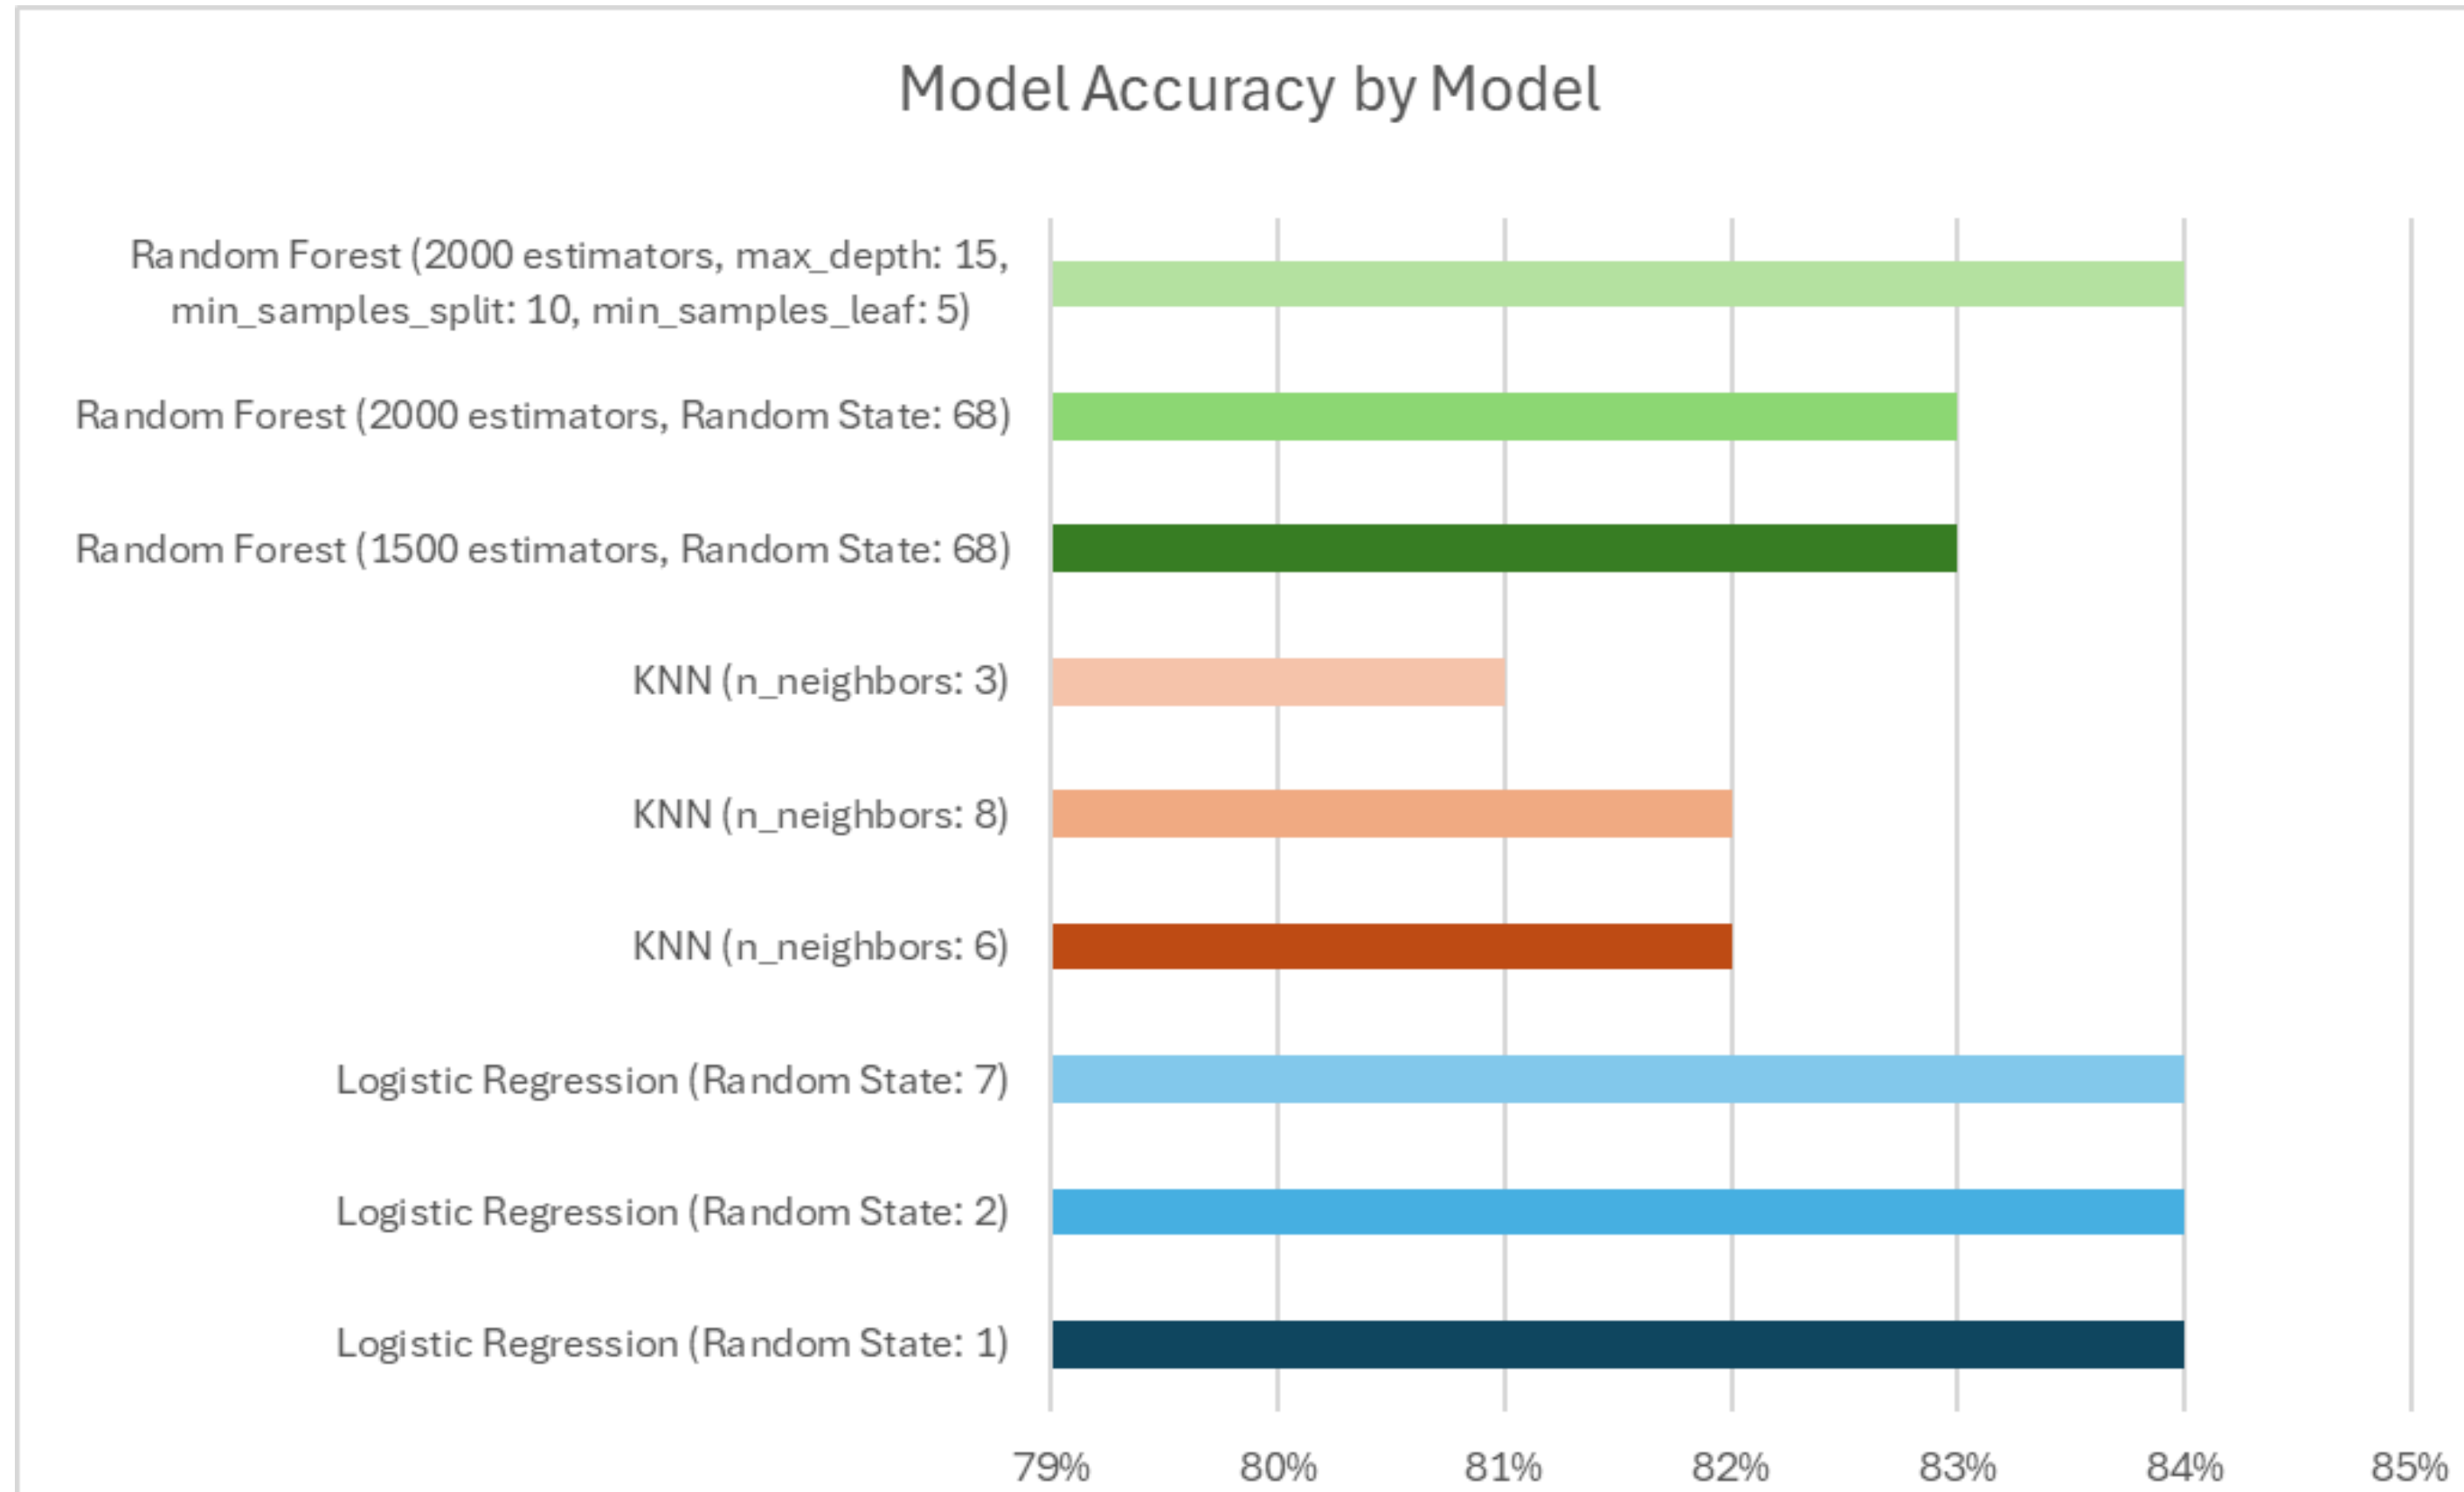 Model Accuracy by Model
Random Forest (2000 estimators, max_depth: 15,
min_samples_split: 10, min_samples_leaf: 5)
Random Forest (2000 estimators, Random State: 68)
Random Forest (1500 estimators, Random State: 68)
KNN (n_neighbors: 3)
KNN (n_neighbors: 8)
KNN (n_neighbors: 6)
Logistic Regression (Random State: 7)
Logistic Regression (Random State: 2)
Logistic Regression (Random State: 1)
79% 80% 81% 82% 83% 84% 85%